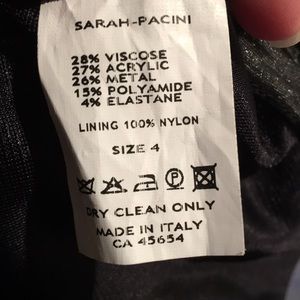 SARAH-PACINI
28% VISCOSE
27% ACRYLIC
26% METAL
15% POLYAMIDE
4% ELASTANE
LINING 100% NYLON
SIZE 4
P
DRY CLEAN ONLY
MADE IN ITALY
CA 45654